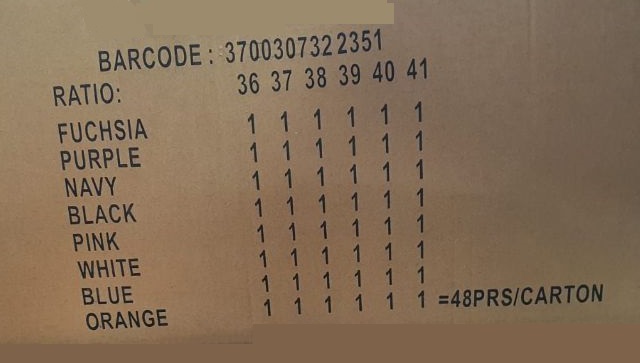 BARCODE : 3700307322351
RATIO: 36 37 38 39 40 41
FUCHSIA 1 1 1 1 1 1
PURPLE 1 1 1 1 1 1
NAVY 1 1 1 1 1 1
BLACK 1 1 1 1 1 1
PINK 1 1 1 1 1 1
WHITE 1 1 1 1 1 1
BLUE 1 1 1 1 1 1
ORANGE 1 1 1 1 1 1 =48PRS/CARTON